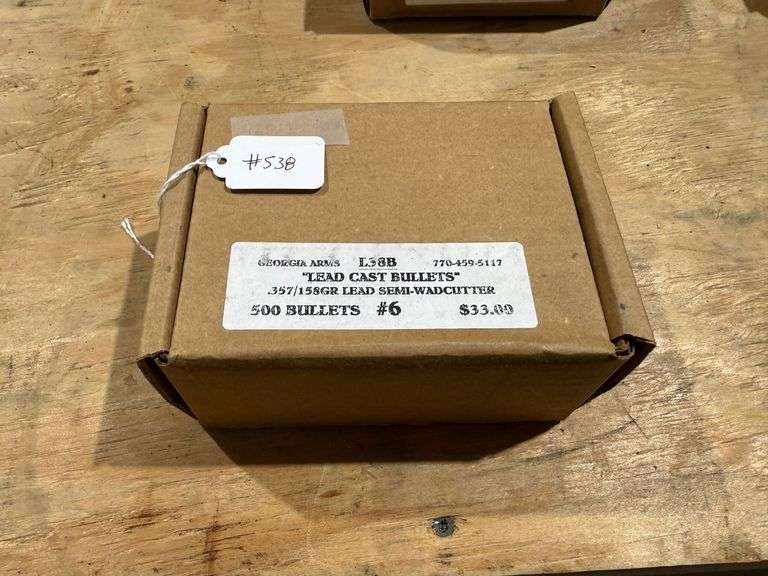 #538
GEORGIA ARMS L38B 770-459-5117
"LEAD CAST BULLETS"
.357/158GR LEAD SEMI-WADCUTTER
500 BULLETS #6 $33.00